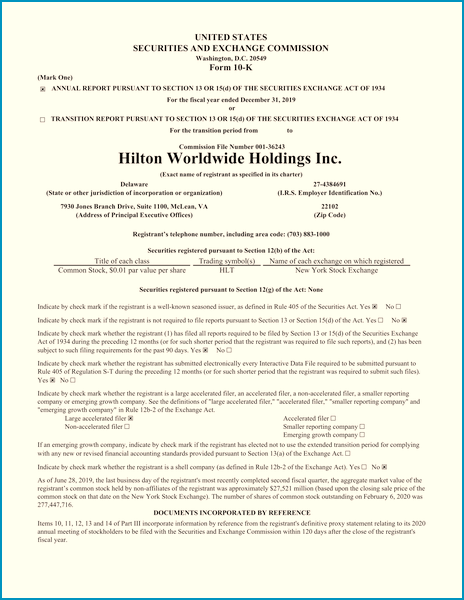 UNITED STATES
SECURITIES AND EXCHANGE COMMISSION
Washington, D.C. 20549
Form 10-K
(Mark One)
☒ ANNUAL REPORT PURSUANT TO SECTION 13 OR 15(d) OF THE SECURITIES EXCHANGE ACT OF 1934
For the fiscal year ended December 31, 2019
or
☐ TRANSITION REPORT PURSUANT TO SECTION 13 OR 15(d) OF THE SECURITIES EXCHANGE ACT OF 1934
For the transition period from to
Commission File Number 001-36243
Hilton Worldwide Holdings Inc.
(Exact name of registrant as specified in its charter)
Delaware 27-4384691
(State or other jurisdiction of incorporation or organization) (I.R.S. Employer Identification No.)
7930 Jones Branch Drive, Suite 1100, McLean, VA 22102
(Address of Principal Executive Offices) (Zip Code)
Registrant's telephone number, including area code: (703) 883-1000
Securities registered pursuant to Section 12(b) of the Act:
Title of each class Trading symbol(s) Name of each exchange on which registered
Common Stock, $0.01 par value per share HLT New York Stock Exchange
Securities registered pursuant to Section 12(g) of the Act: None
Indicate by check mark if the registrant is a well-known seasoned issuer, as defined in Rule 405 of the Securities Act. Yes ☒ No ☐
Indicate by check mark if the registrant is not required to file reports pursuant to Section 13 or Section 15(d) of the Act. Yes ☐ No ☒
Indicate by check mark whether the registrant (1) has filed all reports required to be filed by Section 13 or 15(d) of the Securities Exchange
Act of 1934 during the preceding 12 months (or for such shorter period that the registrant was required to file such reports), and (2) has been
subject to such filing requirements for the past 90 days. Yes ☒ No ☐
Indicate by check mark whether the registrant has submitted electronically every Interactive Data File required to be submitted pursuant to
Rule 405 of Regulation S-T during the preceding 12 months (or for such shorter period that the registrant was required to submit such files).
Yes ☒ No ☐
Indicate by check mark whether the registrant is a large accelerated filer, an accelerated filer, a non-accelerated filer, a smaller reporting
company or emerging growth company. See the definitions of "large accelerated filer," "accelerated filer," "smaller reporting company" and
"emerging growth company" in Rule 12b-2 of the Exchange Act.
Large accelerated filer ☒ Accelerated filer ☐
Non-accelerated filer ☐ Smaller reporting company ☐
Emerging growth company ☐
If an emerging growth company, indicate by check mark if the registrant has elected not to use the extended transition period for complying
with any new or revised financial accounting standards provided pursuant to Section 13(a) of the Exchange Act. ☐
Indicate by check mark whether the registrant is a shell company (as defined in Rule 12b-2 of the Exchange Act). Yes ☐ No ☒
As of June 28, 2019, the last business day of the registrant's most recently completed second fiscal quarter, the aggregate market value of the
registrant's common stock held by non-affiliates of the registrant was approximately $27,521 million (based upon the closing sale price of the
common stock on that date on the New York Stock Exchange). The number of shares of common stock outstanding on February 6, 2020 was
277,447,716.
DOCUMENTS INCORPORATED BY REFERENCE
Items 10, 11, 12, 13 and 14 of Part III incorporate information by reference from the registrant's definitive proxy statement relating to its 2020
annual meeting of stockholders to be filed with the Securities and Exchange Commission within 120 days after the close of the registrant's
fiscal year.